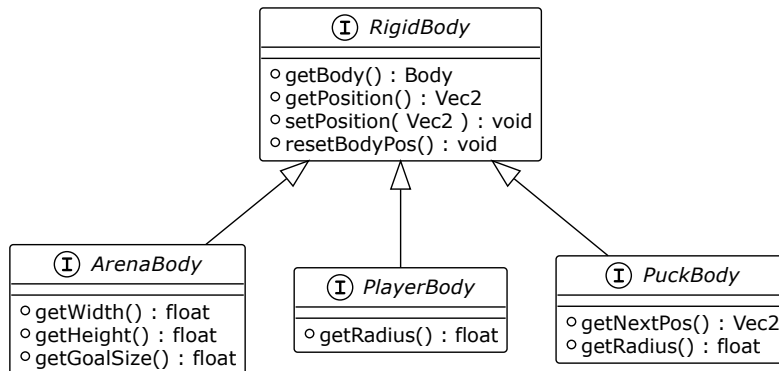 I RigidBody
getBody() : Body
getPosition() : Vec2
setPosition( Vec2 ) : void
resetBodyPos() : void
I ArenaBody
getWidth() : float
getHeight() : float
getGoalSize() : float
I PlayerBody
getRadius() : float
I PuckBody
getNextPos() : Vec2
getRadius() : float